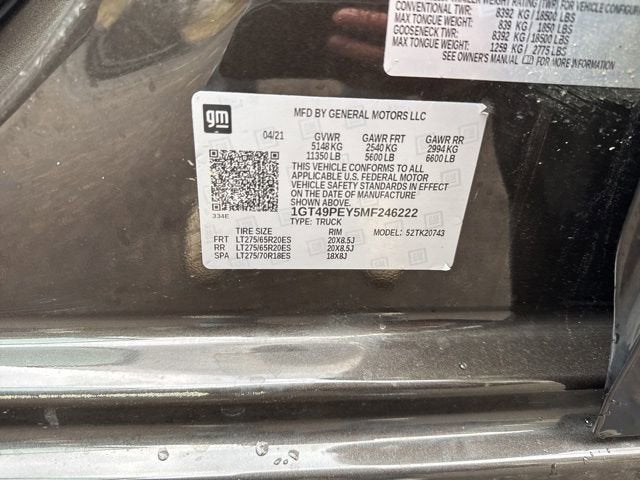 WEIGHT RATING (TWR) FOR VEHICLE
CONVENTIONAL TWR: 8392 KG / 18500 LBS
MAX TONGUE WEIGHT: 839 KG / 1850 LBS
GOOSENECK TWR: 8392 KG / 18500 LBS
MAX TONGUE WEIGHT: 1259 KG / 2775 LBS
SEE OWNER'S MANUAL FOR MORE INFORMATION
gm
MFD BY GENERAL MOTORS LLC
04/21 GVWR GAWR FRT GAWR RR
5148 KG 2540 KG 2994 KG
11350 LB 5600 LB 6600 LB
THIS VEHICLE CONFORMS TO ALL APPLICABLE
U.S. FEDERAL MOTOR
VEHICLE SAFETY STANDARDS IN EFFECT
ON THE DATE OF MANUFACTURE
SHOWN ABOVE.
334E
1GT49PEY5MF246222
TYPE: TRUCK
TIRE SIZE RIM MODEL: 52TK20743
FRT LT275/65R20ES 20X8.5J
RR LT275/65R20ES 20X8.5J
SPA LT275/70R18ES 18X8J